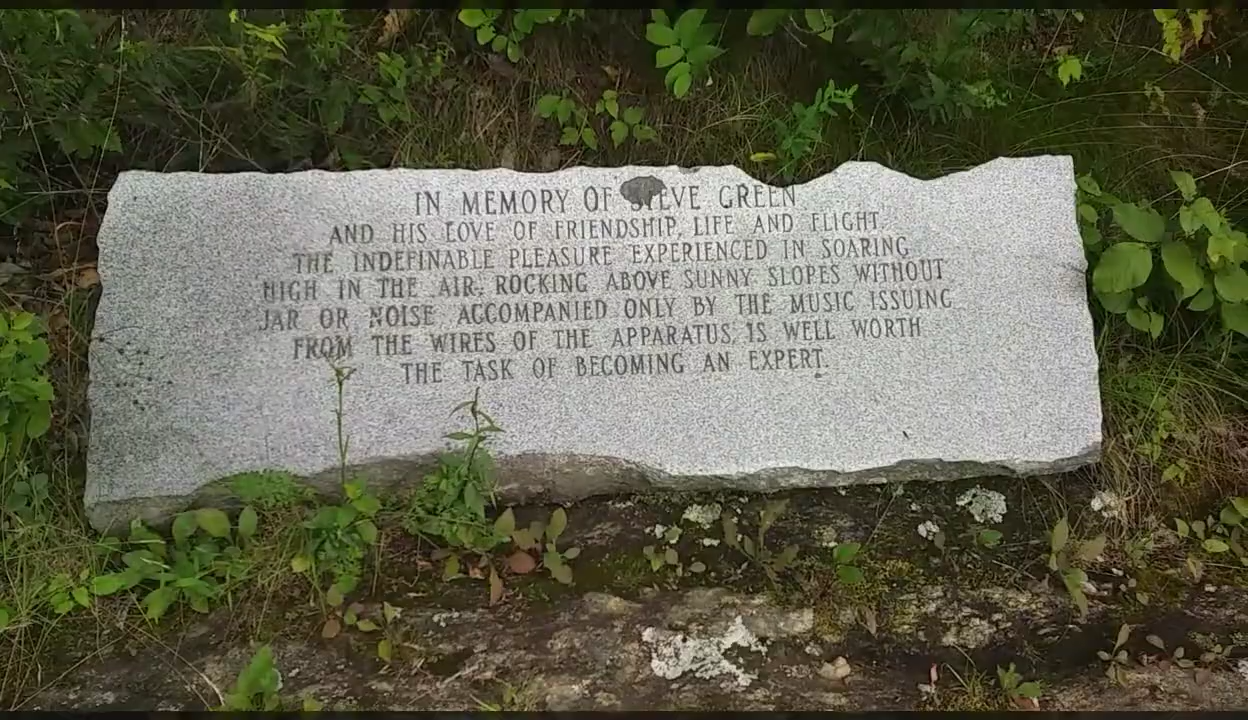 IN MEMORY OF STEVE GREEN
AND HIS LOVE OF FRIENDSHIP, LIFE AND FLIGHT.
THE INDEFINABLE PLEASURE EXPERIENCED IN SOARING
HIGH IN THE AIR, ROCKING ABOVE SUNNY SLOPES WITHOUT
JAR OR NOISE ACCOMPANIED ONLY BY THE MUSIC ISSUING
FROM THE WIRES OF THE APPARATUS, IS WELL WORTH
THE TASK OF BECOMING AN EXPERT.